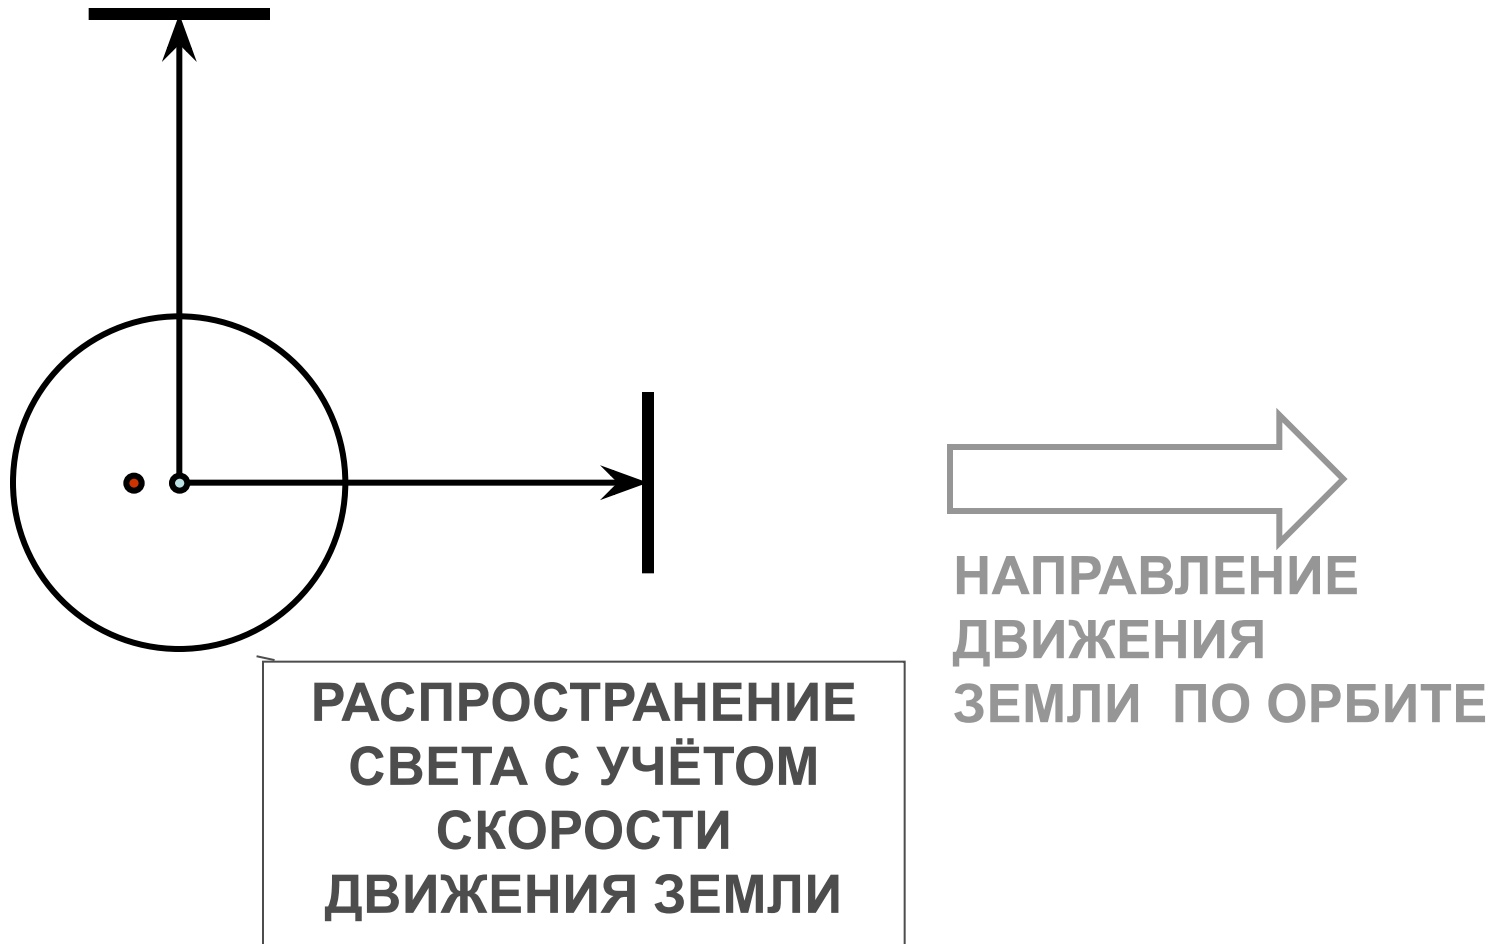 НАПРАВЛЕНИЕ
ДВИЖЕНИЯ
ЗЕМЛИ ПО ОРБИТЕ
РАСПРОСТРАНЕНИЕ
СВЕТА С УЧЁТОМ
СКОРОСТИ
ДВИЖЕНИЯ ЗЕМЛИ